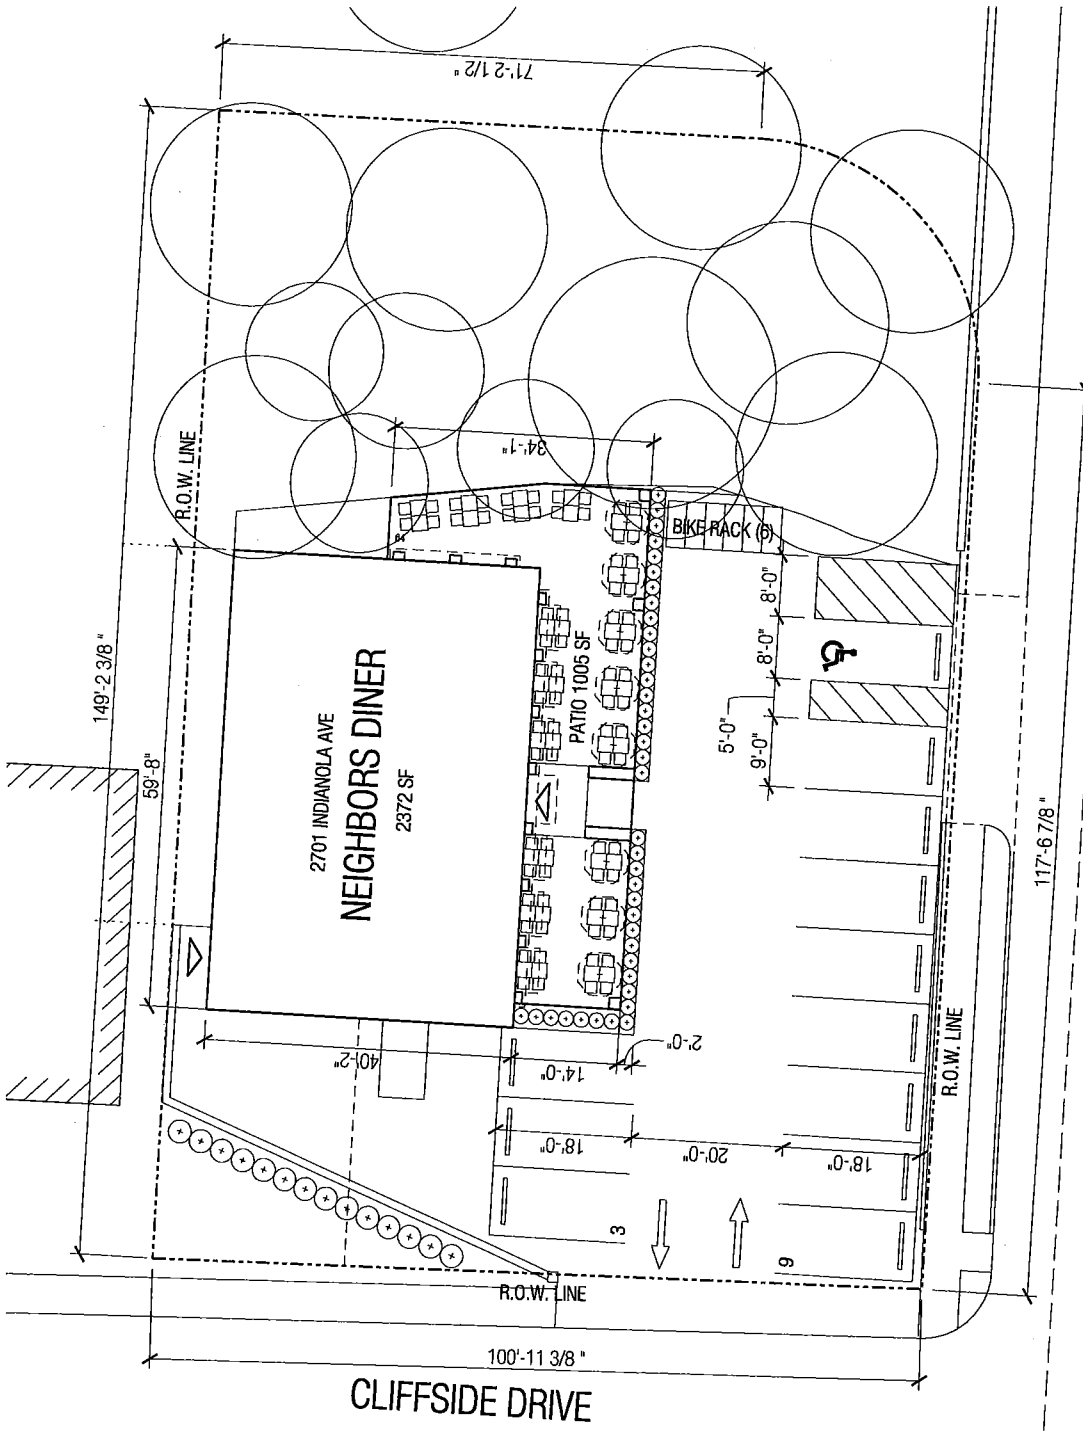 71'-2 1/2 "
R.O.W. LINE
34'-1"
149'-2 3/8 "
59'-8"
2701 INDIANOLA AVE
NEIGHBORS DINER
2372 SF
PATIO 1005 SF
BIKE RACK (6)
8'-0"
8'-0"
5'-0"
9'-0"
117'-6 7/8 "
R.O.W. LINE
40'-2"
14'-0"
2'-0"
18'-0"
20'-0"
18'-0"
3
9
R.O.W. LINE
100'-11 3/8 "
CLIFFSIDE DRIVE